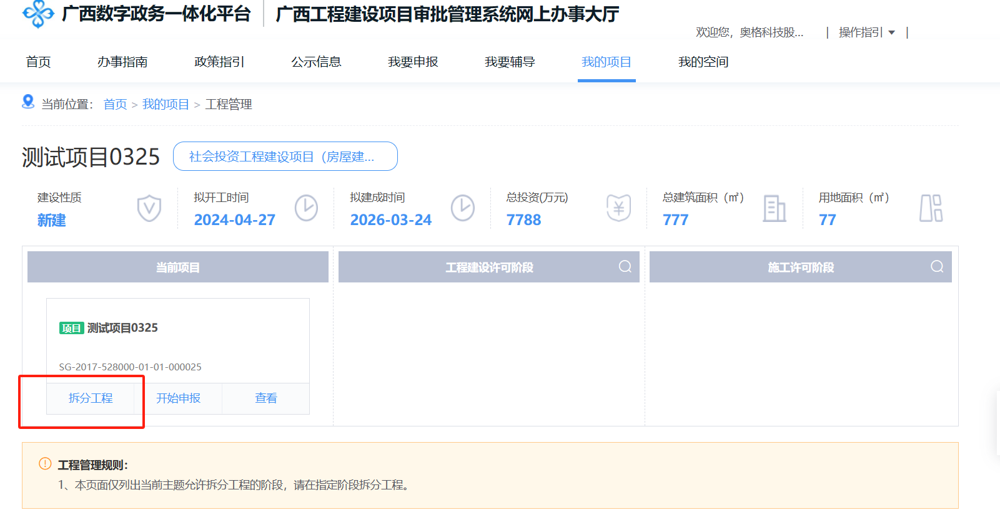 广西数字政务一体化平台 | 广西工程建设项目审批管理系统网上办事大厅
欢迎您，奥格科技股... | 操作指引 |
首页 办事指南 政策指引 公示信息 我要申报 我要辅导 我的项目 我的空间
当前位置： 首页 > 我的项目 > 工程管理
测试项目0325 社会投资工程建设项目（房屋建...
建设性质 拟开工时间 拟建成时间 总投资(万元) 总建筑面积（㎡） 用地面积（㎡）
新建 2024-04-27 2026-03-24 7788 777 77
当前项目 工程建设许可阶段 施工许可阶段
项目 测试项目0325
SG-2017-528000-01-01-000025
拆分工程 开始申报 查看
工程管理规则：
1、本页面仅列出当前主题允许拆分工程的阶段，请在指定阶段拆分工程。